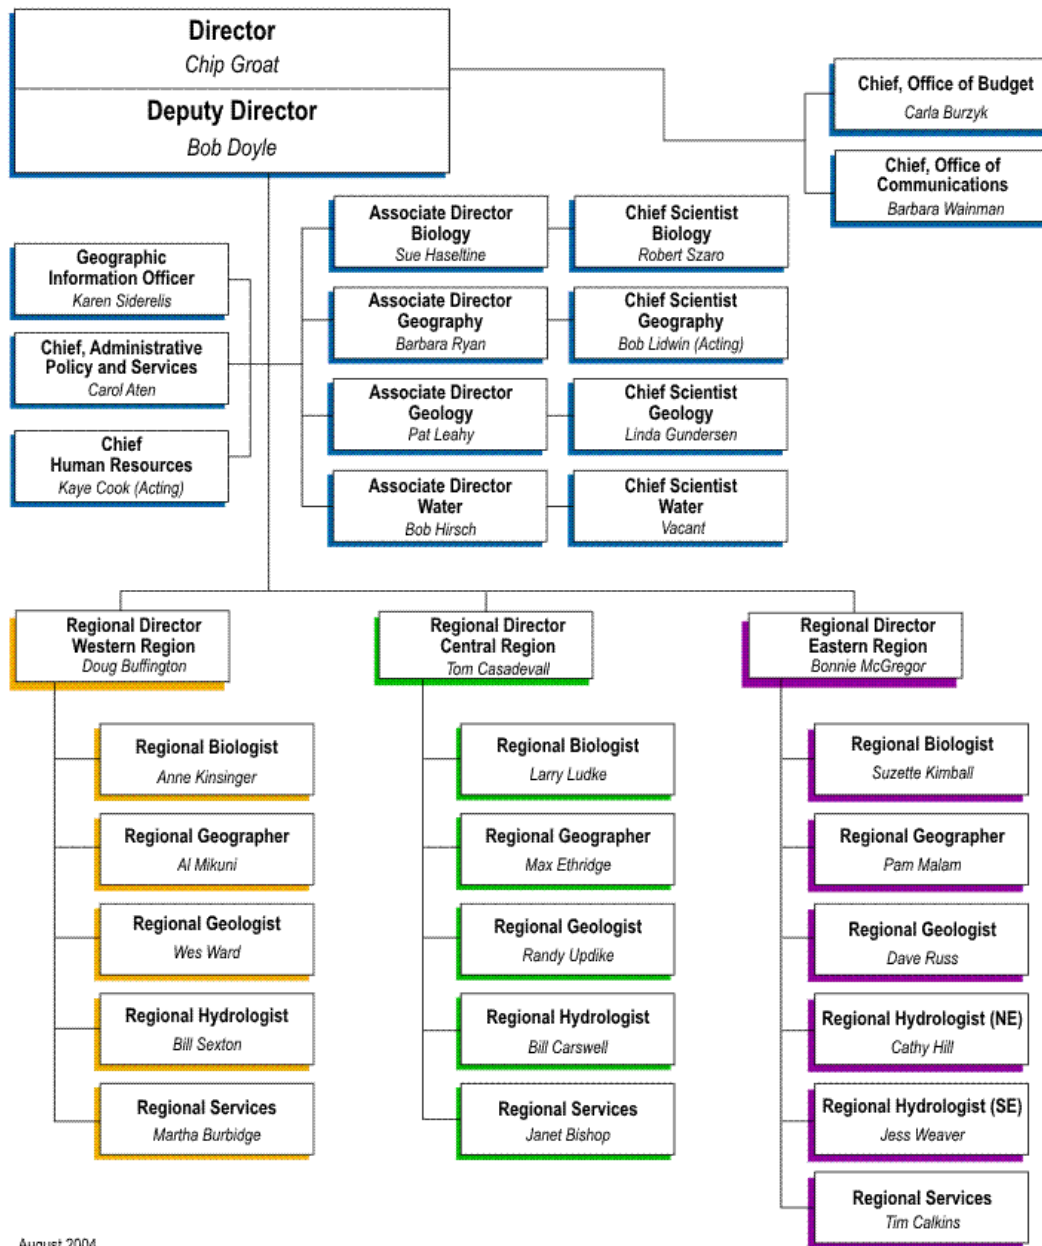 Director
Chip Groat
Deputy Director
Bob Doyle
Chief, Office of Budget
Carla Burzyk
Chief, Office of
Communications
Barbara Wainman
Geographic
Information Officer
Karen Siderelis
Chief, Administrative
Policy and Services
Carol Aten
Chief
Human Resources
Kaye Cook (Acting)
Associate Director
Biology
Sue Haseltine
Chief Scientist
Biology
Robert Szaro
Associate Director
Geography
Barbara Ryan
Chief Scientist
Geography
Bob Lidwin (Acting)
Associate Director
Geology
Pat Leahy
Chief Scientist
Geology
Linda Gundersen
Associate Director
Water
Bob Hirsch
Chief Scientist
Water
Vacant
Regional Director
Western Region
Doug Buffington
Regional Biologist
Anne Kinsinger
Regional Geographer
Al Mikuni
Regional Geologist
Wes Ward
Regional Hydrologist
Bill Sexton
Regional Services
Martha Burbidge
Regional Director
Central Region
Tom Casadevall
Regional Biologist
Larry Ludke
Regional Geographer
Max Ethridge
Regional Geologist
Randy Updike
Regional Hydrologist
Bill Carswell
Regional Services
Janet Bishop
Regional Director
Eastern Region
Bonnie McGregor
Regional Biologist
Suzette Kimball
Regional Geographer
Pam Malam
Regional Geologist
Dave Russ
Regional Hydrologist (NE)
Cathy Hill
Regional Hydrologist (SE)
Jess Weaver
Regional Services
Tim Calkins
August 2004